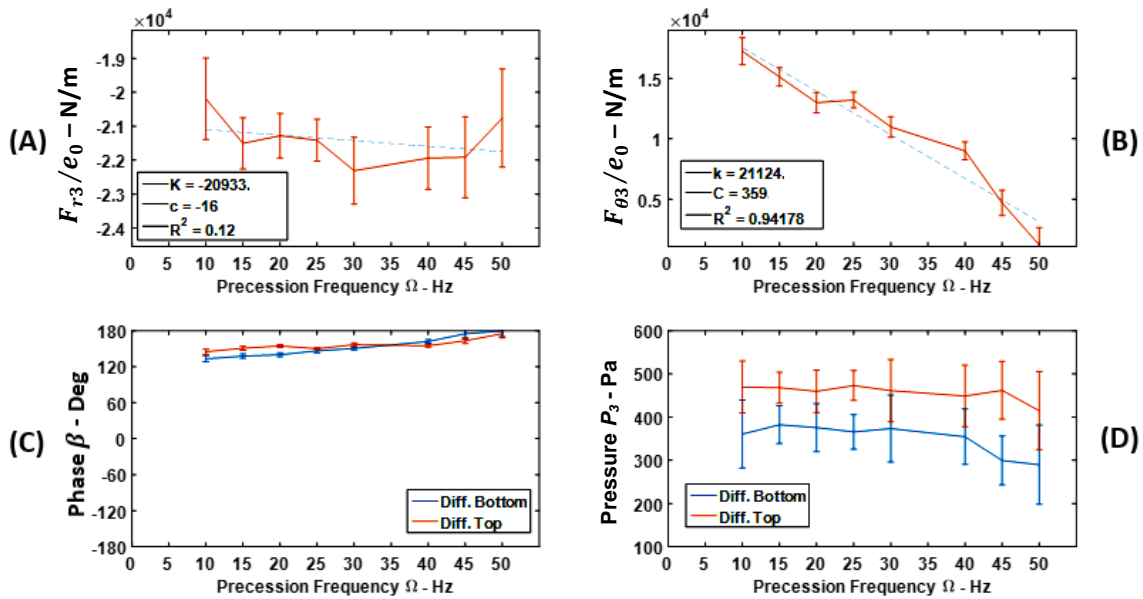 ×10⁴
(A)
F_{r3}/e_0 – N/m
-1.9
-2
-2.1
-2.2
-2.3
-2.4
K = -20933.
c = -16
R² = 0.12
0 5 10 15 20 25 30 35 40 45 50
Precession Frequency Ω - Hz
×10⁴
(B)
F_{θ3}/e_0 – N/m
1.5
1
0.5
k = 21124.
C = 359
R² = 0.94178
0 5 10 15 20 25 30 35 40 45 50
Precession Frequency Ω - Hz
(C)
Phase β - Deg
180
120
60
0
-60
-120
-180
Diff. Bottom
Diff. Top
0 5 10 15 20 25 30 35 40 45 50
Precession Frequency Ω - Hz
(D)
Pressure P₃ - Pa
600
500
400
300
200
100
Diff. Bottom
Diff. Top
0 5 10 15 20 25 30 35 40 45 50
Precession Frequency Ω - Hz